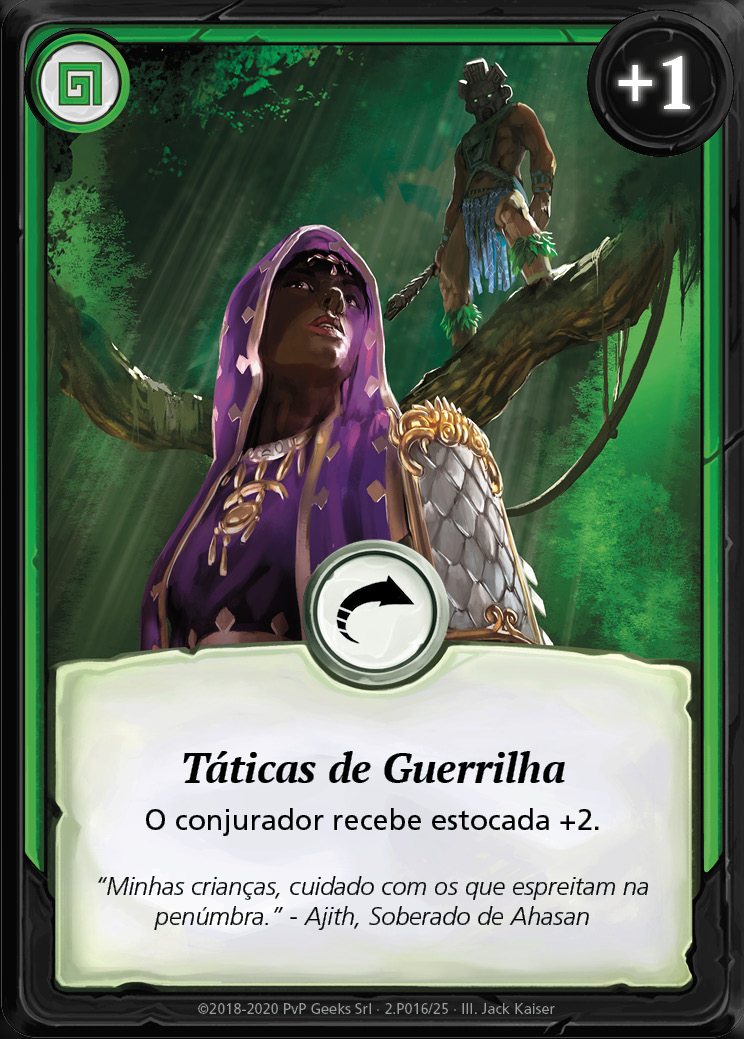 +1
Táticas de Guerrilha
O conjurador recebe estocada +2.
“Minhas crianças, cuidado com os que espreitam na
penúmbra.” - Ajith, Soberado de Ahasan
©2018-2020 PvP Geeks Srl · 2.P016/25 · Ill. Jack Kaiser